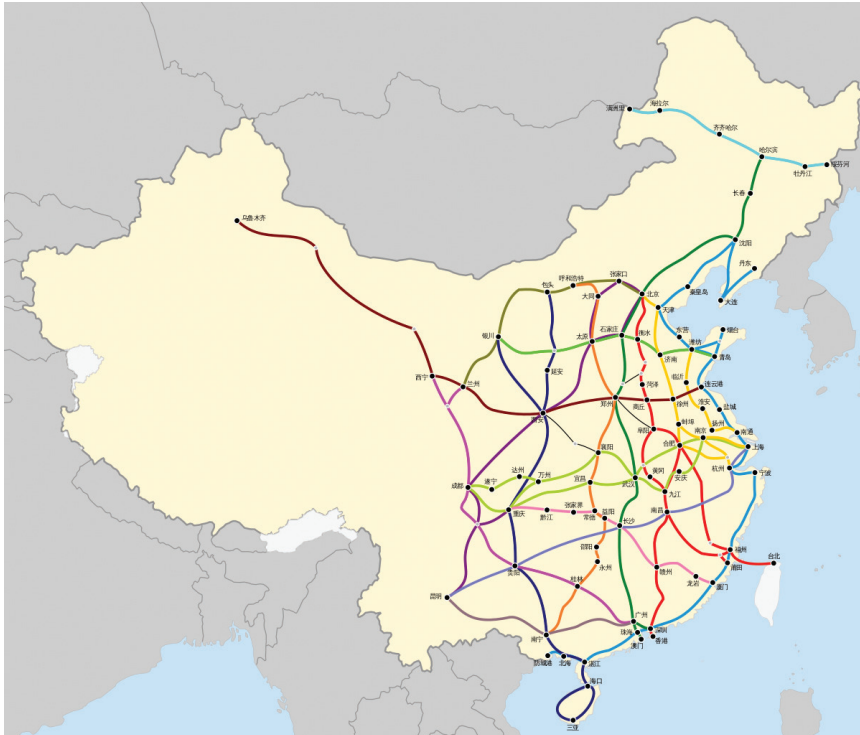 满洲里
海拉尔
齐齐哈尔
哈尔滨
牡丹江
绥芬河
长春
乌鲁木齐
沈阳
丹东
张家口
呼和浩特
包头
大同
北京
秦皇岛
大连
天津
银川
太原
石家庄
衡水
东营
烟台
潍坊
青岛
济南
西宁
兰州
延安
临沂
菏泽
连云港
郑州
商丘
徐州
淮安
盐城
西安
蚌埠
扬州
南通
阜阳
合肥
南京
上海
襄阳
杭州
宁波
达州
万州
遂宁
成都
宜昌
武汉
黄冈
安庆
九江
重庆
黔江
张家界
常德
益阳
长沙
南昌
邵阳
福州
台北
莆田
永州
贵阳
赣州
龙岩
厦门
桂林
昆明
广州
深圳
珠海
香港
澳门
南宁
防城港
北海
湛江
海口
三亚